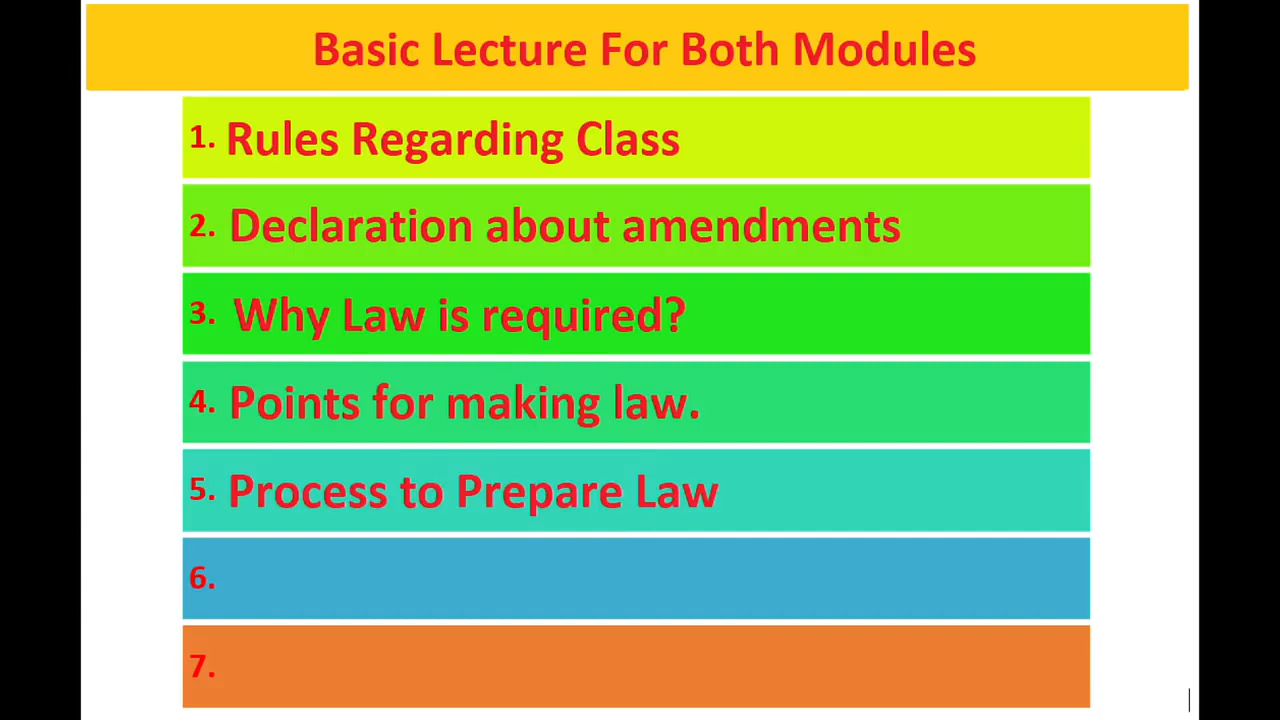 Basic Lecture For Both Modules
1. Rules Regarding Class
2. Declaration about amendments
3. Why Law is required?
4. Points for making law.
5. Process to Prepare Law
6.
7.